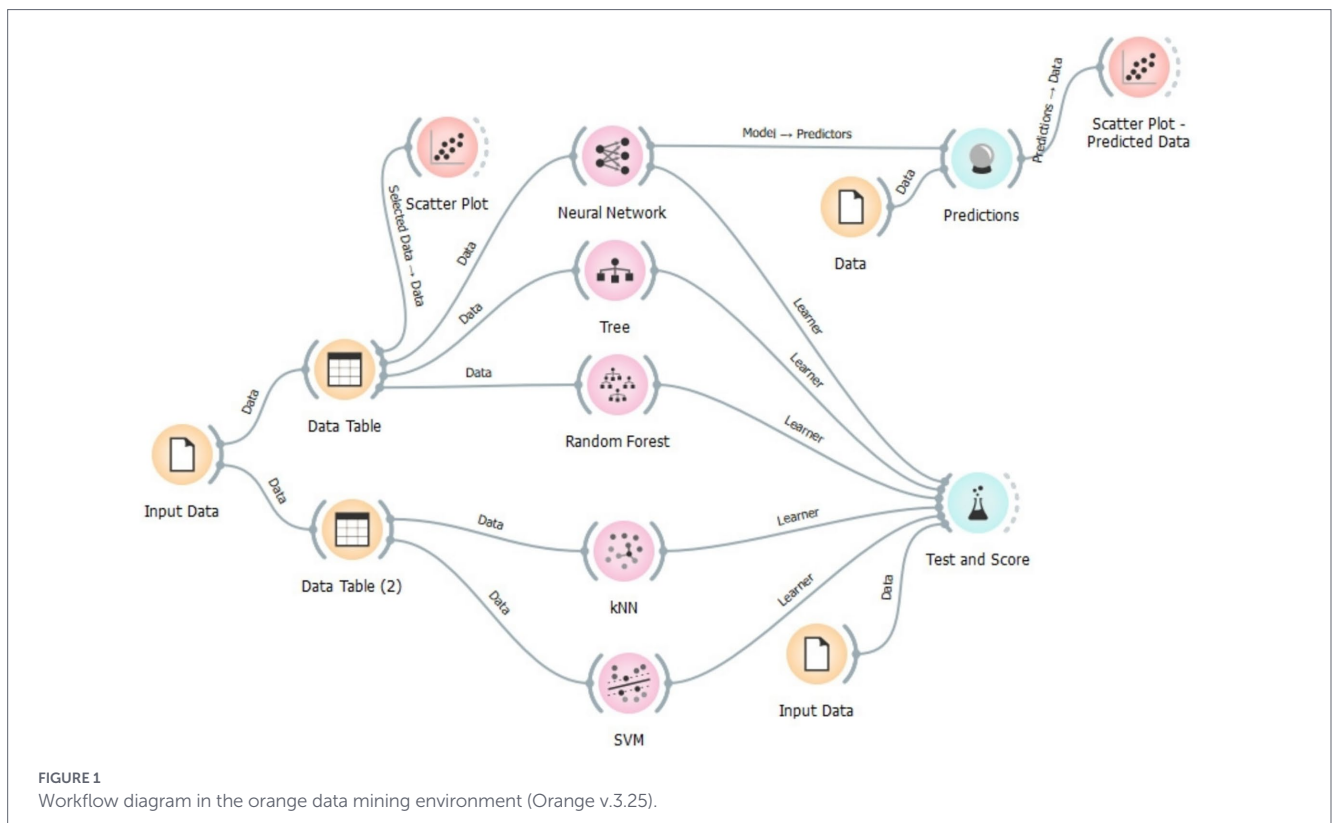 Predictions → Data
Scatter Plot -
Predicted Data
Model → Predictors
Selected Data → Data
Scatter Plot
Neural Network
Data
Data
Predictions
Data
Data
Tree
Learner
Data
Learner
Data
Data Table
Random Forest
Learner
Input Data
Data
Data
Learner
Data Table (2)
kNN
Test and Score
Data
Learner
Data
SVM
Input Data
FIGURE 1
Workflow diagram in the orange data mining environment (Orange v.3.25).